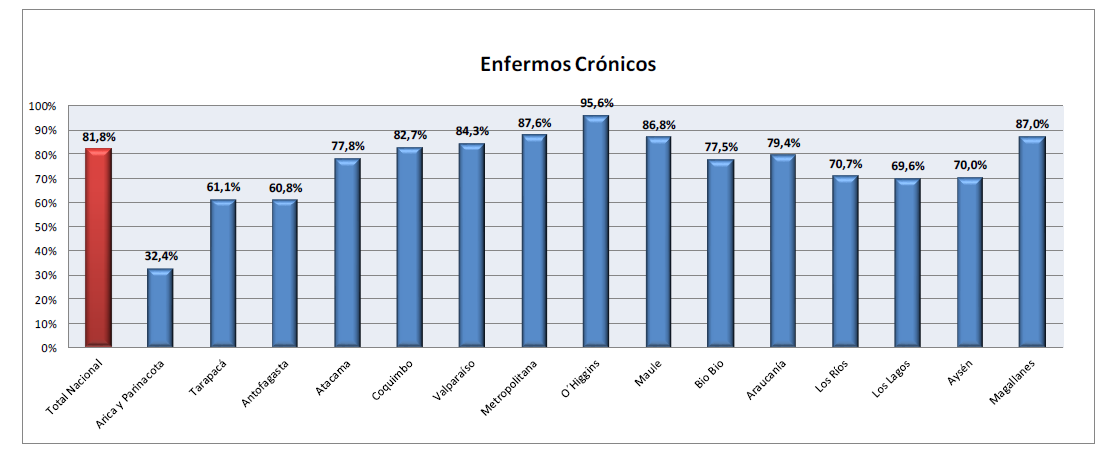 Enfermos Crónicos
100%
90%
80%
70%
60%
50%
40%
30%
20%
10%
0%
81,8%
32,4%
61,1%
60,8%
77,8%
82,7%
84,3%
87,6%
95,6%
86,8%
77,5%
79,4%
70,7%
69,6%
70,0%
87,0%
Total Nacional
Arica y Parinacota
Tarapacá
Antofagasta
Atacama
Coquimbo
Valparaíso
Metropolitana
O´Higgins
Maule
Bio Bio
Araucanía
Los Ríos
Los Lagos
Aysén
Magallanes